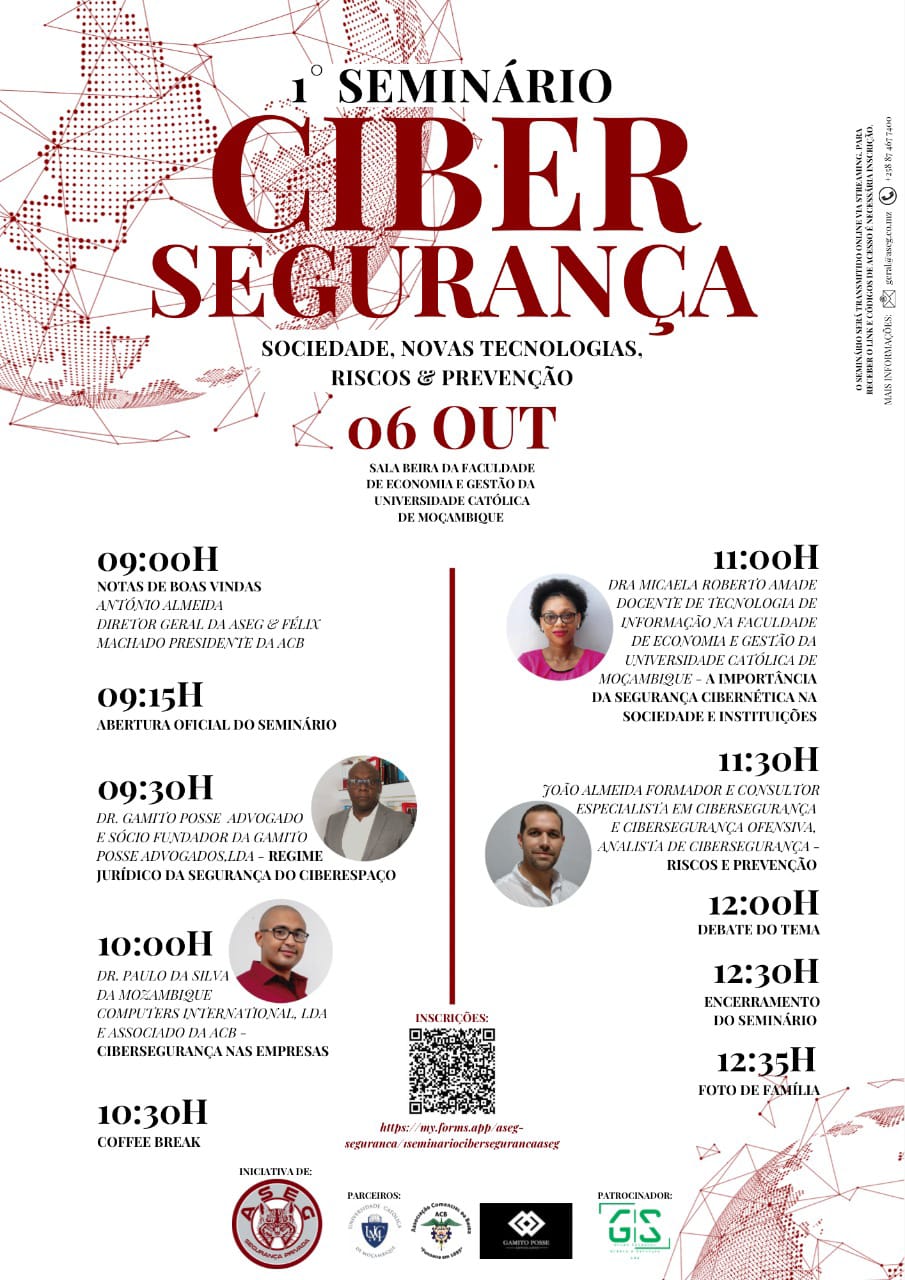 1° SEMINÁRIO
CIBER
SEGURANÇA
SOCIEDADE, NOVAS TECNOLOGIAS,
RISCOS & PREVENÇÃO
06 OUT
SALA BEIRA DA FACULDADE
DE ECONOMIA E GESTÃO DA
UNIVERSIDADE CATÓLICA
DE MOÇAMBIQUE
O SEMINÁRIO SERÁ TRANSMITIDO ONLINE VIA STREAMING. PARA
RECEBER O LINK E CÓDIGOS DE ACESSO É NECESSÁRIA INSCRIÇÃO.
MAIS INFORMAÇÕES: geral@aseg.co.mz +258 87 467 7400
09:00H
NOTAS DE BOAS VINDAS
ANTÓNIO ALMEIDA
DIRETOR GERAL DA ASEG & FÉLIX
MACHADO PRESIDENTE DA ACB
09:15H
ABERTURA OFICIAL DO SEMINÁRIO
09:30H
DR. GAMITO POSSE ADVOGADO
E SÓCIO FUNDADOR DA GAMITO
POSSE ADVOGADOS,LDA - REGIME
JURÍDICO DA SEGURANÇA DO CIBERESPAÇO
10:00H
DR. PAULO DA SILVA
DA MOZAMBIQUE
COMPUTERS INTERNATIONAL, LDA
E ASSOCIADO DA ACB -
CIBERSEGURANÇA NAS EMPRESAS
10:30H
COFFEE BREAK
11:00H
DRA MICAELA ROBERTO AMADE
DOCENTE DE TECNOLOGIA DE
INFORMAÇÃO NA FACULDADE
DE ECONOMIA E GESTÃO DA
UNIVERSIDADE CATÓLICA DE
MOÇAMBIQUE - A IMPORTÂNCIA
DA SEGURANÇA CIBERNÉTICA NA
SOCIEDADE E INSTITUIÇÕES
11:30H
JOÃO ALMEIDA FORMADOR E CONSULTOR
ESPECIALISTA EM CIBERSEGURANÇA
E CIBERSEGURANÇA OFENSIVA,
ANALISTA DE CIBERSEGURANÇA -
RISCOS E PREVENÇÃO
12:00H
DEBATE DO TEMA
12:30H
ENCERRAMENTO
DO SEMINÁRIO
12:35H
FOTO DE FAMÍLIA
INSCRIÇÕES:
https://my.forms.app/aseg-
seguranca/1seminariocibersegurancaaseg
INICIATIVA DE:
ASEG
SEGURANÇA PRIVADA
PARCEIROS:
UNIVERSIDADE CATÓLICA
DE MOÇAMBIQUE
Associação Comercial da Beira
ACB
"Fundada em 1895"
GAMITO POSSE
PATROCINADOR:
GS